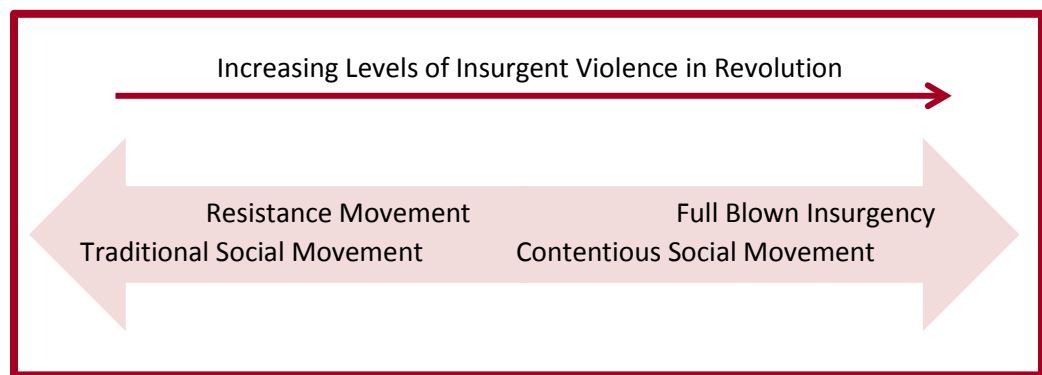 Increasing Levels of Insurgent Violence in Revolution
Resistance Movement Full Blown Insurgency
Traditional Social Movement Contentious Social Movement